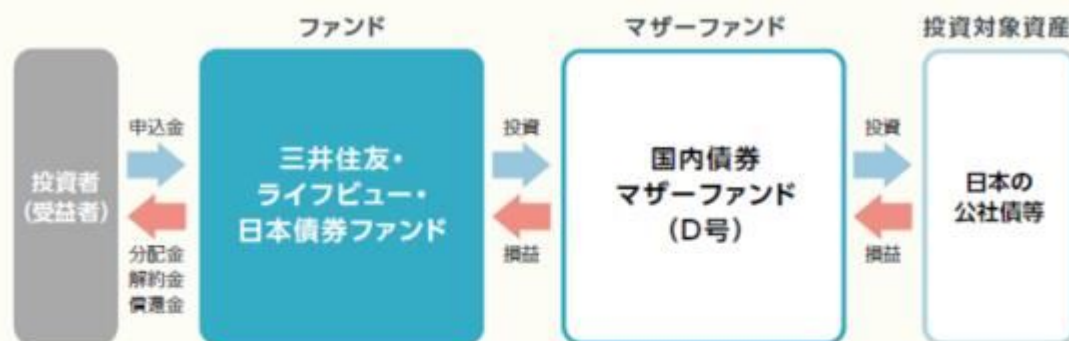 ファンド
マザーファンド
投資対象資産
投資者
(受益者)
申込金
分配金
解約金
償還金
三井住友・
ライフビュー・
日本債券ファンド
投資
損益
国内債券
マザーファンド
(D号)
投資
損益
日本の
公社債等